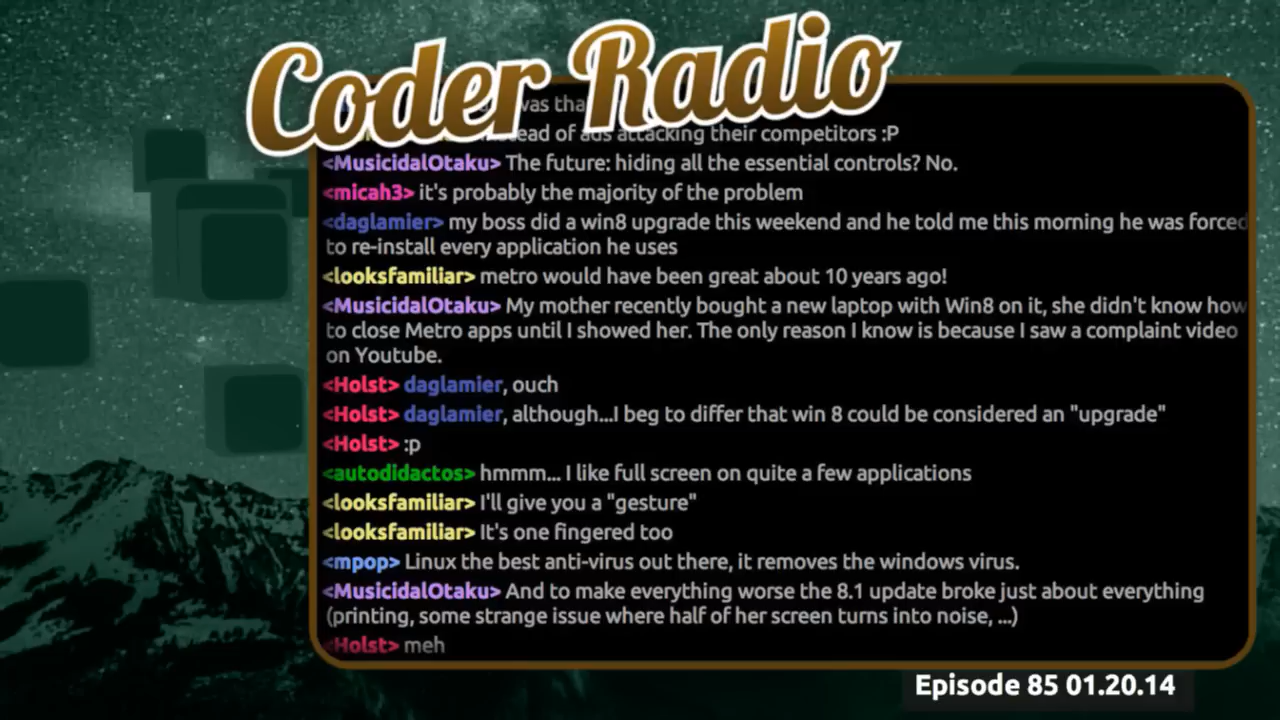 Coder Radio
was tha
ead of ads attacking their competitors :P
<MusicidalOtaku> The future: hiding all the essential controls? No.
<micah3> it's probably the majority of the problem
<daglamier> my boss did a win8 upgrade this weekend and he told me this morning he was forced
to re-install every application he uses
<looksfamiliar> metro would have been great about 10 years ago!
<MusicidalOtaku> My mother recently bought a new laptop with Win8 on it, she didn't know how
to close Metro apps until I showed her. The only reason I know is because I saw a complaint video
on Youtube.
<Holst> daglamier, ouch
<Holst> daglamier, although...I beg to differ that win 8 could be considered an "upgrade"
<Holst> :p
<autodidactos> hmmm... I like full screen on quite a few applications
<looksfamiliar> I'll give you a "gesture"
<looksfamiliar> It's one fingered too
<mpop> Linux the best anti-virus out there, it removes the windows virus.
<MusicidalOtaku> And to make everything worse the 8.1 update broke just about everything
(printing, some strange issue where half of her screen turns into noise, ...)
<Holst> meh
Episode 85 01.20.14